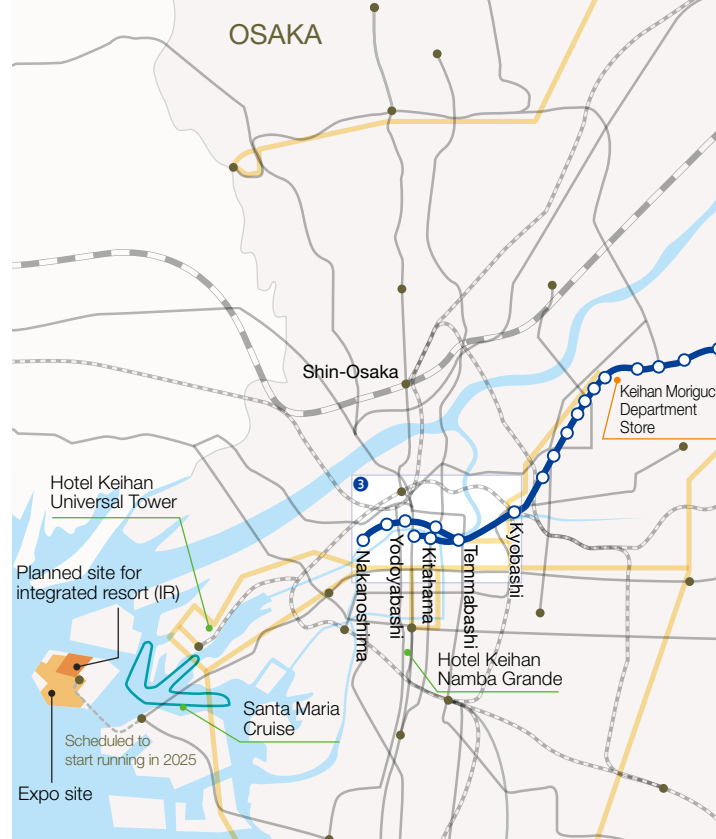 OSAKA
Shin-Osaka
Keihan Moriguc
Department
Store
3
Hotel Keihan
Universal Tower
Nakanoshima
Yodoyabashi
Kitahama
Temmabashi
Kyobashi
Planned site for
integrated resort (IR)
Hotel Keihan
Namba Grande
Santa Maria
Cruise
Scheduled to
start running in 2025
Expo site